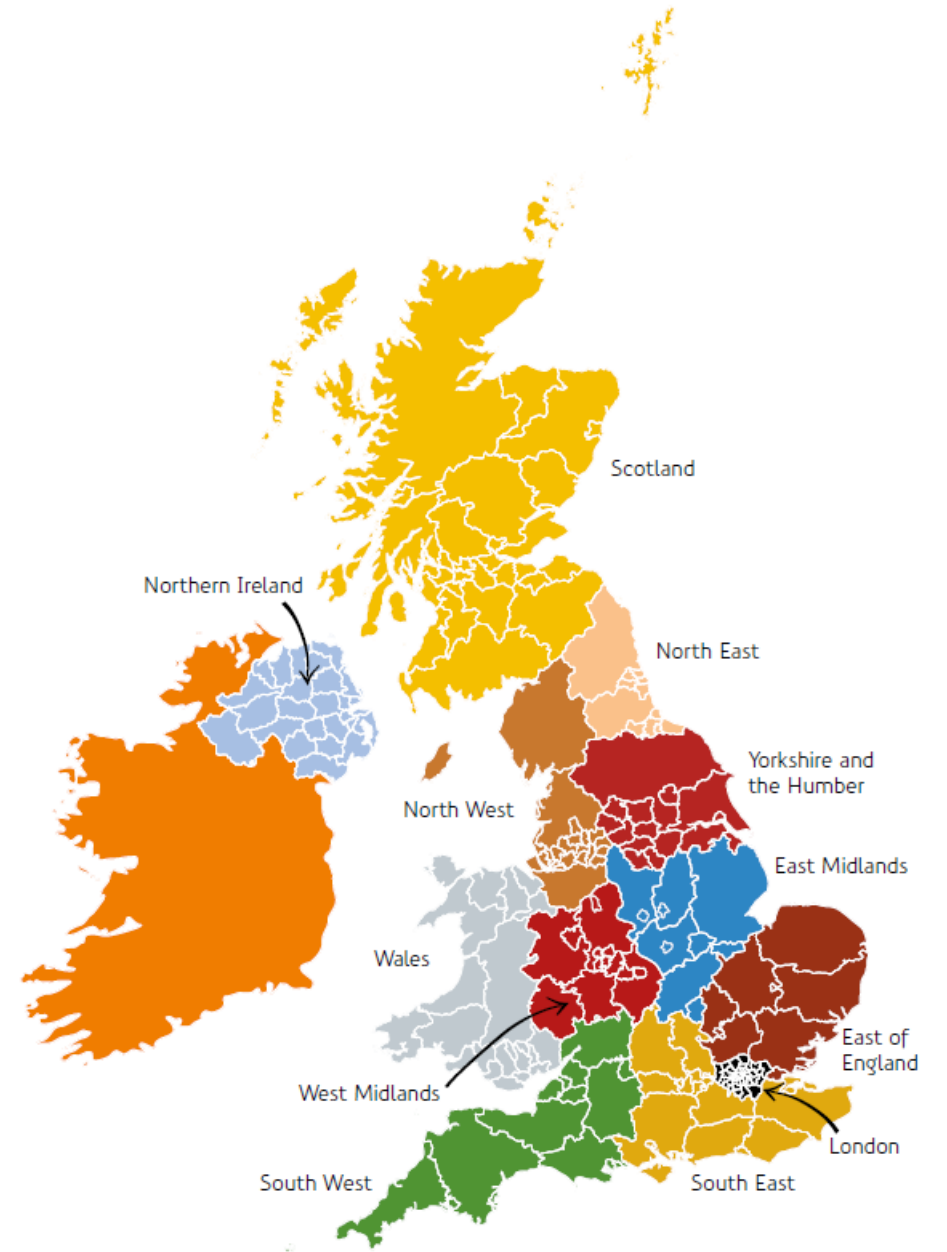 Scotland
Northern Ireland
North East
Yorkshire and
the Humber
North West
East Midlands
Wales
East of
England
West Midlands
London
South West
South East